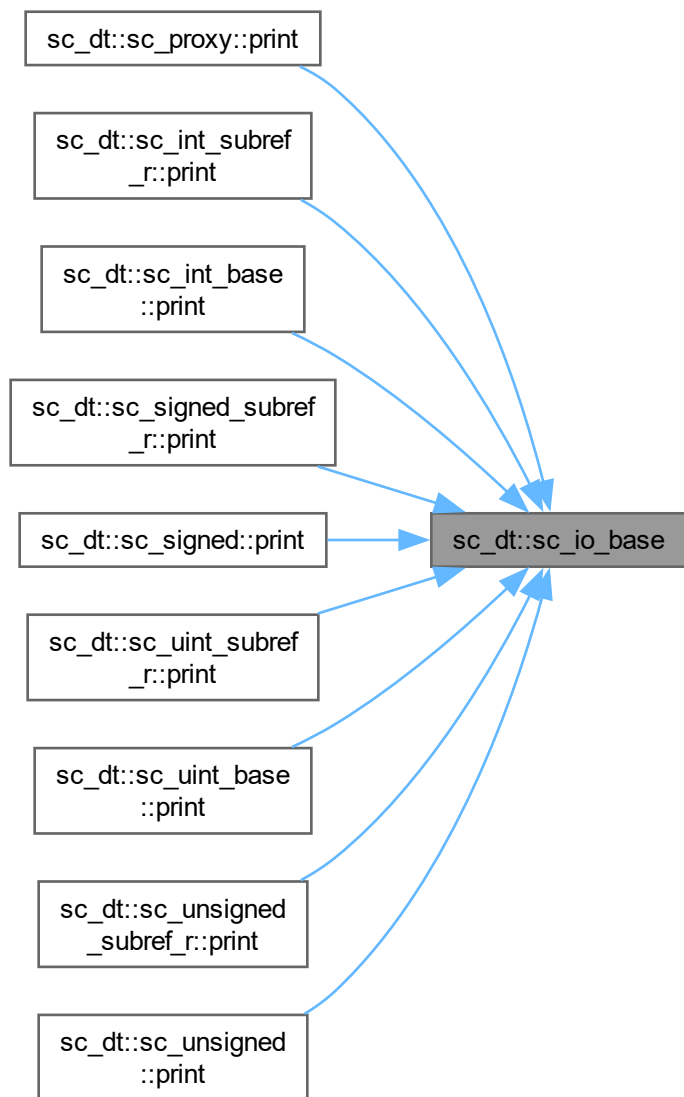 sc_dt::sc_proxy::print
sc_dt::sc_int_subref
_r::print
sc_dt::sc_int_base
::print
sc_dt::sc_signed_subref
_r::print
sc_dt::sc_signed::print
sc_dt::sc_io_base
sc_dt::sc_uint_subref
_r::print
sc_dt::sc_uint_base
::print
sc_dt::sc_unsigned
_subref_r::print
sc_dt::sc_unsigned
::print